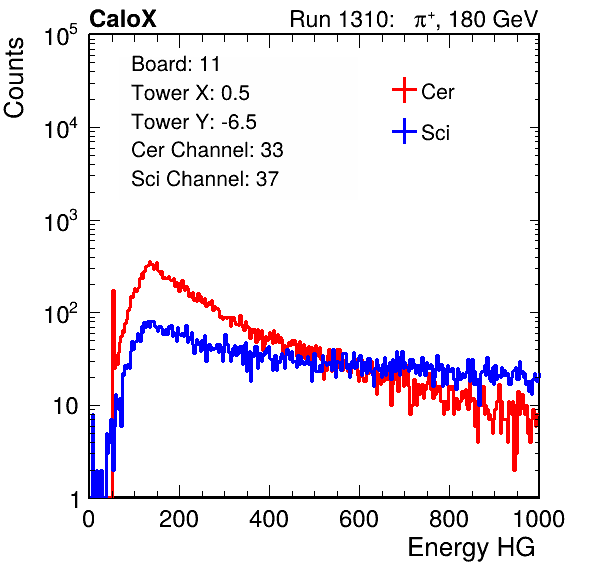 CaloX Run 1310: π⁺, 180 GeV
Counts
10⁵
10⁴
10³
10²
10
1
Board: 11
Tower X: 0.5
Tower Y: -6.5
Cer Channel: 33
Sci Channel: 37
Cer
Sci
0 200 400 600 800 1000
Energy HG